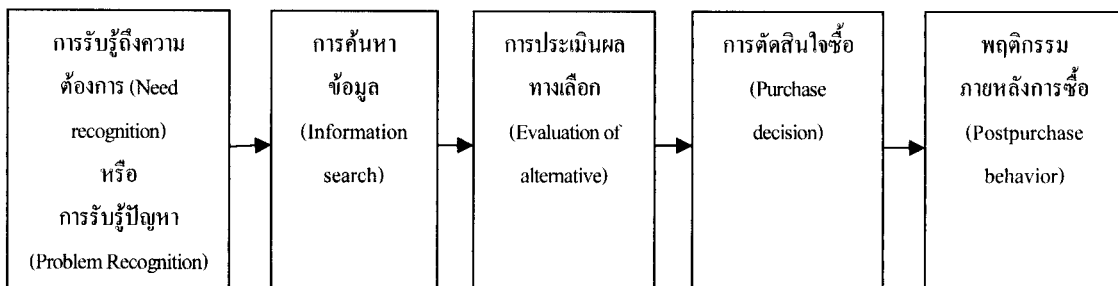 การรับรู้ถึงความ
ต้องการ (Need
recognition)
หรือ
การรับรู้ปัญหา
(Problem Recognition)
การค้นหา
ข้อมูล
(Information
search)
การประเมินผล
ทางเลือก
(Evaluation of
alternative)
การตัดสินใจซื้อ
(Purchase
decision)
พฤติกรรม
ภายหลังการซื้อ
(Postpurchase
behavior)